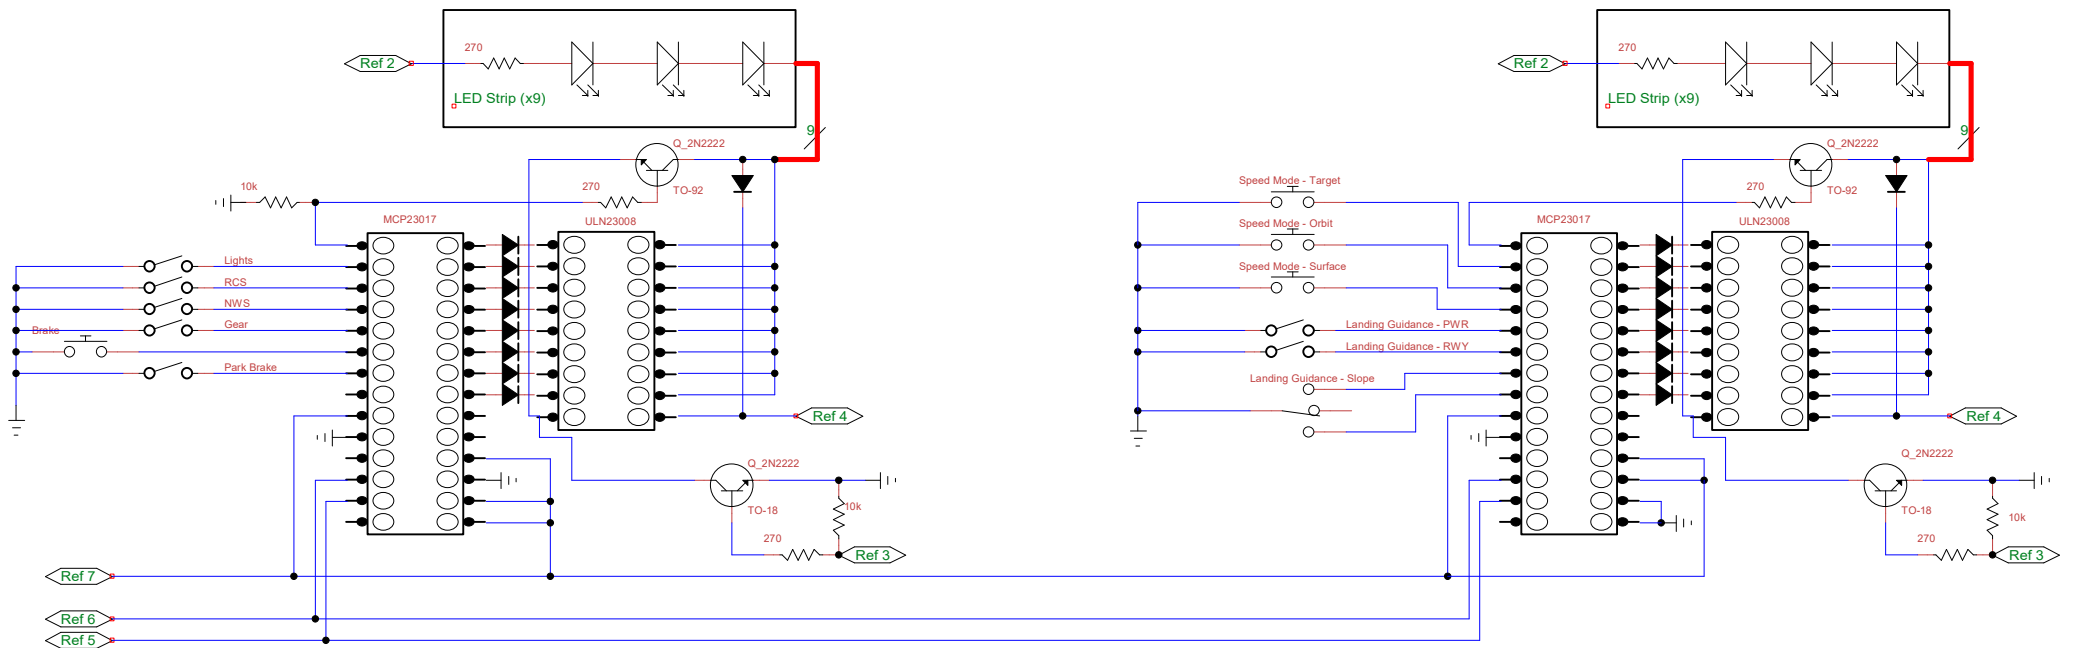 270
Ref 2
LED Strip (x9)
9
Q_2N2222
TO-92
10k
270
MCP23017
ULN23008
Lights
RCS
NWS
Gear
Brake
Park Brake
Ref 4
Q_2N2222
TO-18
10k
270
Ref 3
270
Ref 2
LED Strip (x9)
9
Q_2N2222
TO-92
Speed Mode - Target
270
MCP23017
ULN23008
Speed Mode - Orbit
Speed Mode - Surface
Landing Guidance - PWR
Landing Guidance - RWY
Landing Guidance - Slope
Ref 4
Q_2N2222
TO-18
10k
270
Ref 3
Ref 7
Ref 6
Ref 5